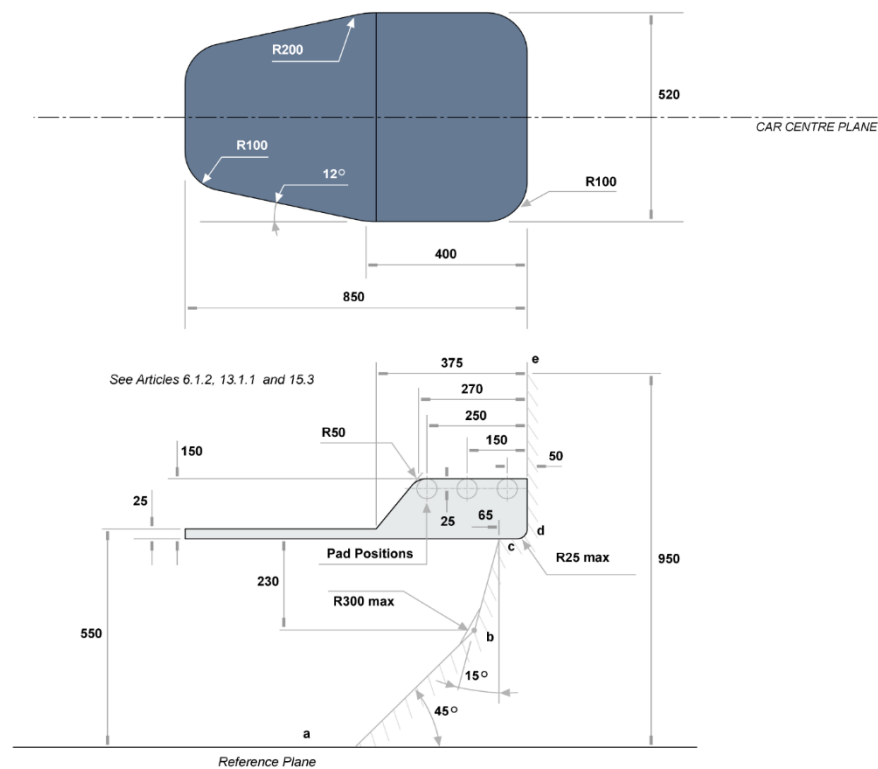 R200
520
CAR CENTRE PLANE
R100
12°
R100
400
850
e
375
See Articles 6.1.2, 13.1.1 and 15.3
270
250
R50
150
150
50
25
25
65
d
Pad Positions
c
R25 max
950
230
R300 max
550
b
15°
45°
a
Reference Plane